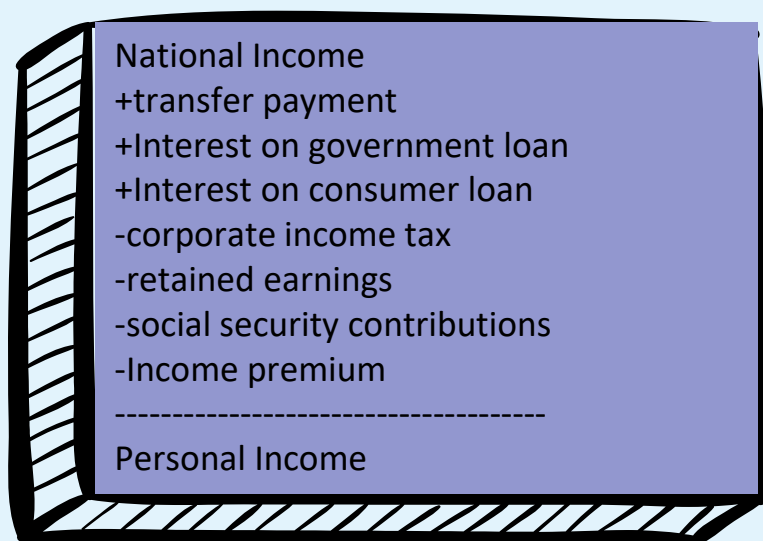 National Income
+transfer payment
+Interest on government loan
+Interest on consumer loan
-corporate income tax
-retained earnings
-social security contributions
-Income premium
-------------------------------------
Personal Income